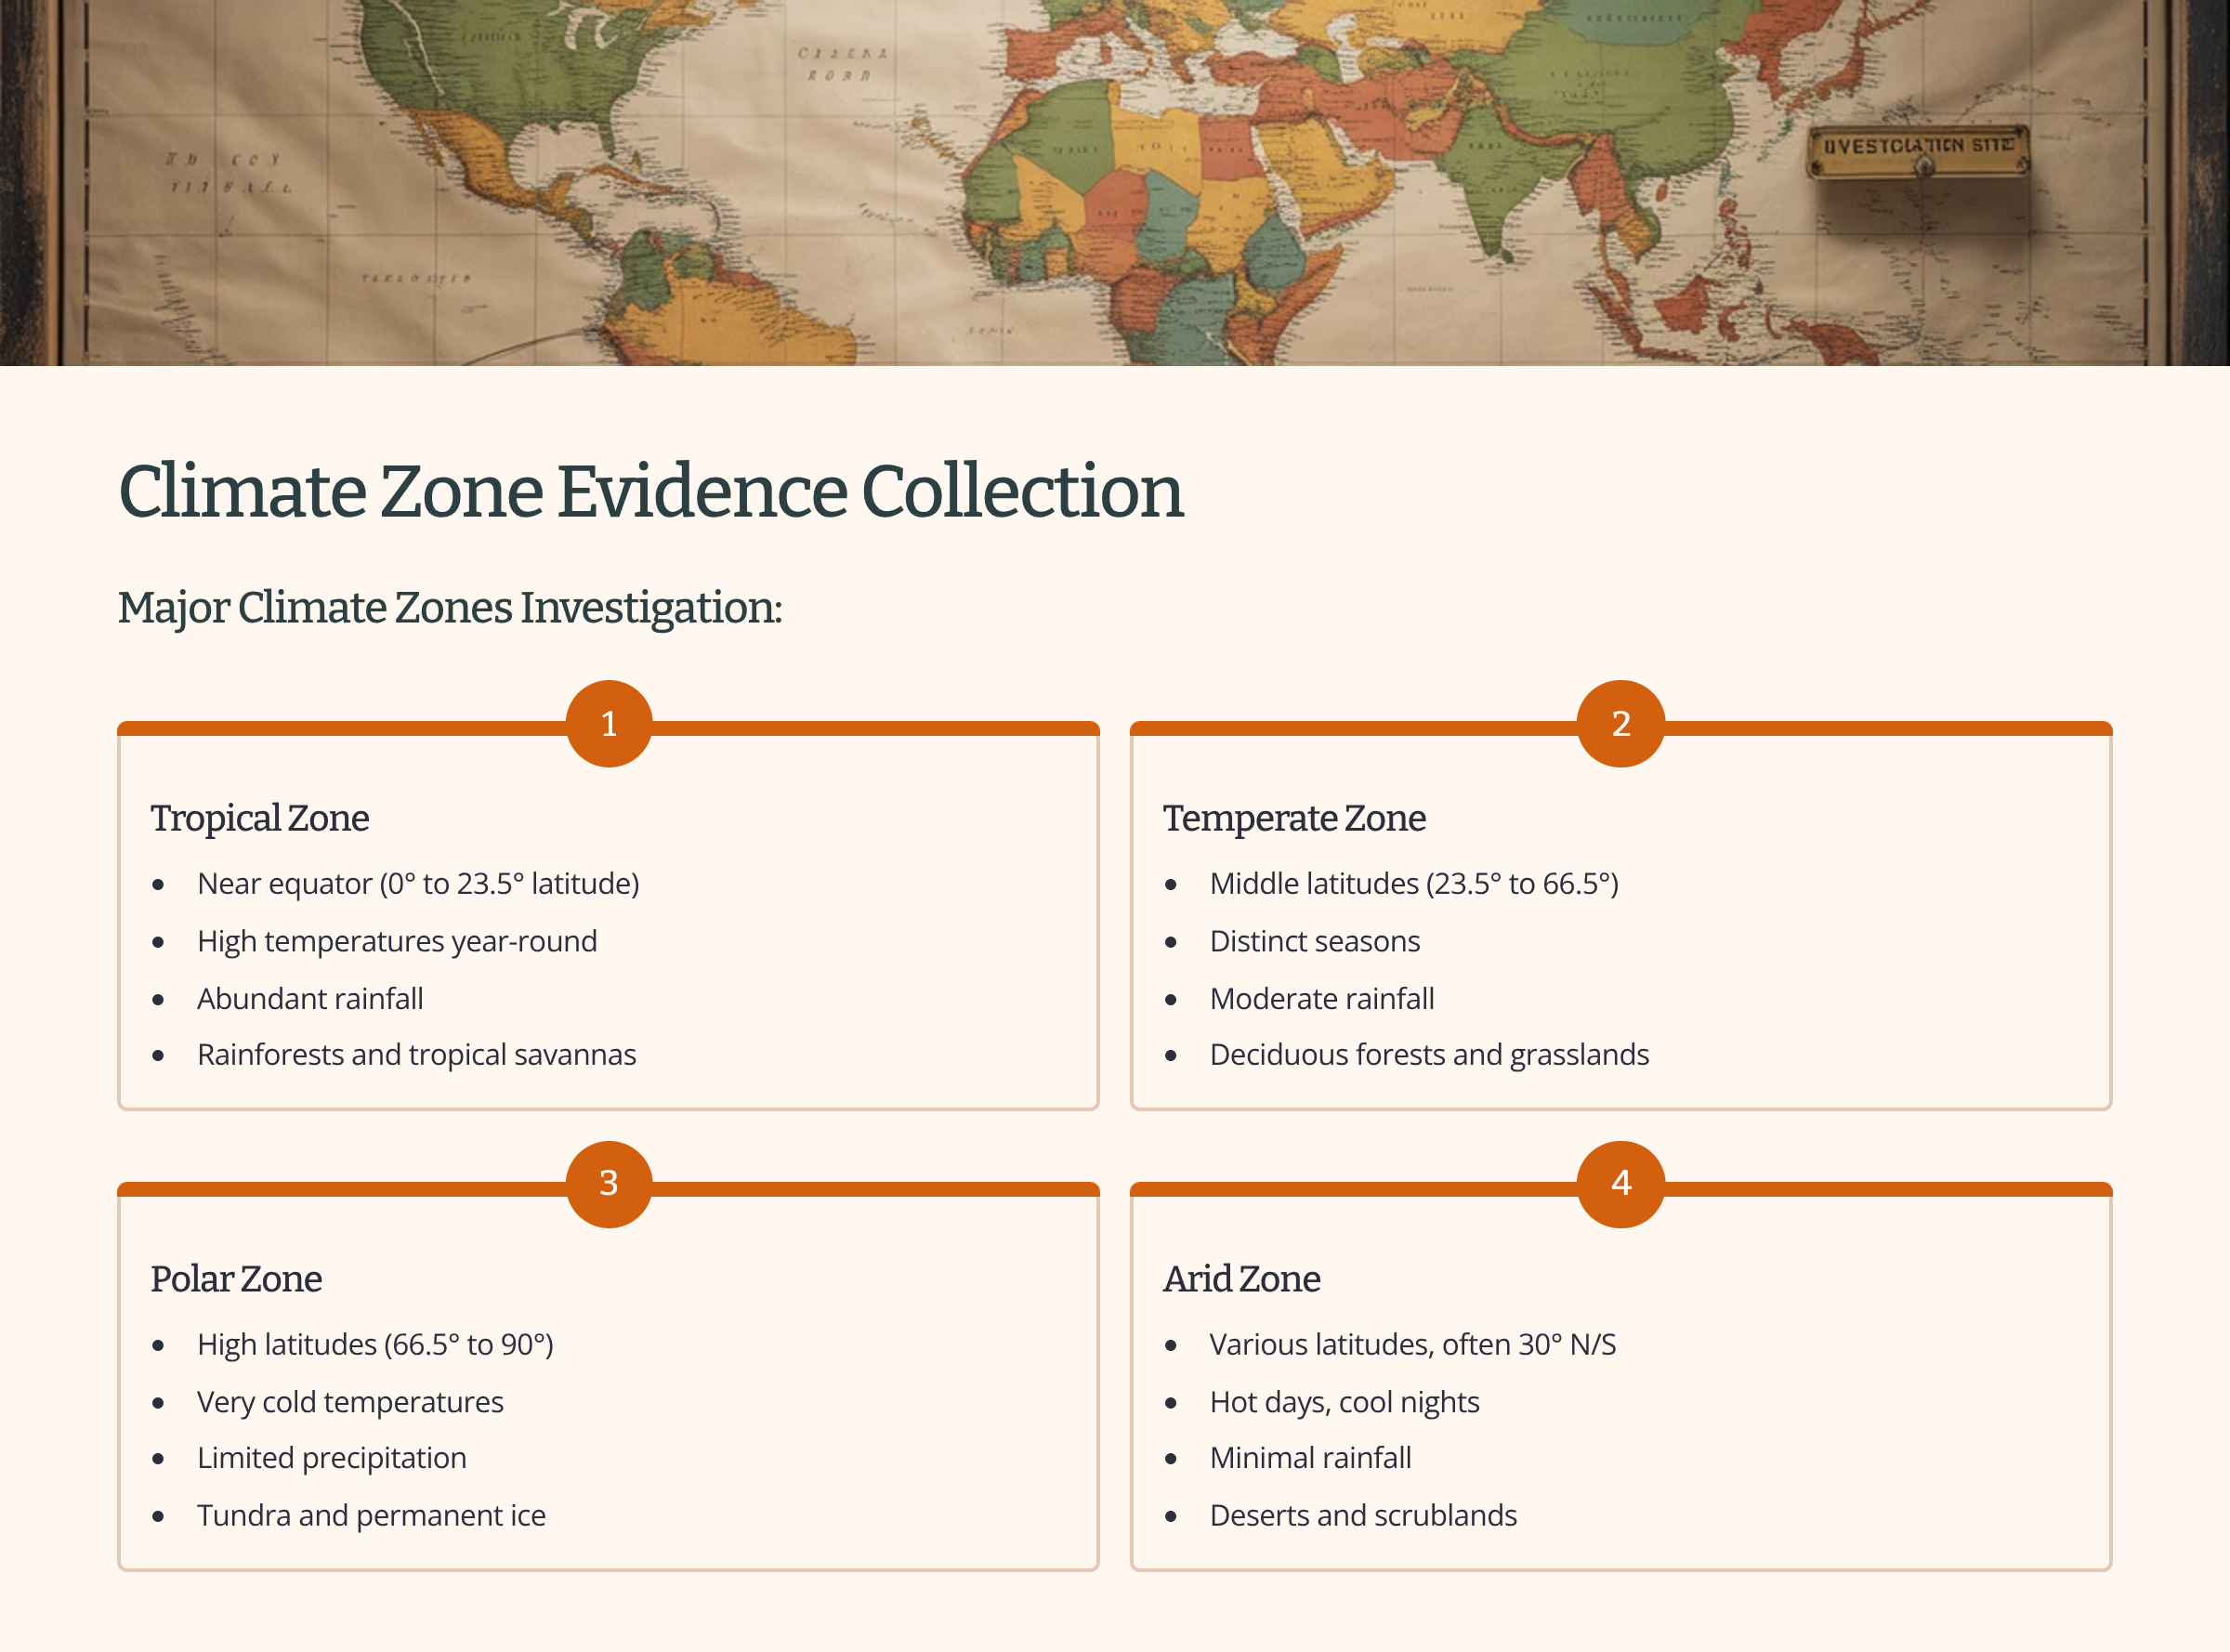 Climate Zone Evidence Collection
Major Climate Zones Investigation:
1
Tropical Zone
• Near equator (0° to 23.5° latitude)
• High temperatures year-round
• Abundant rainfall
• Rainforests and tropical savannas
2
Temperate Zone
• Middle latitudes (23.5° to 66.5°)
• Distinct seasons
• Moderate rainfall
• Deciduous forests and grasslands
3
Polar Zone
• High latitudes (66.5° to 90°)
• Very cold temperatures
• Limited precipitation
• Tundra and permanent ice
4
Arid Zone
• Various latitudes, often 30° N/S
• Hot days, cool nights
• Minimal rainfall
• Deserts and scrublands